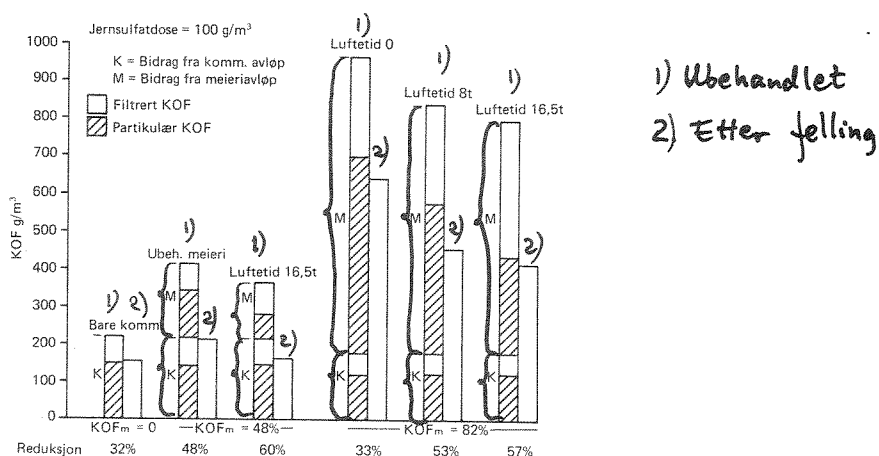 Jernsulfatdose = 100 g/m³
K = Bidrag fra komm. avløp
M = Bidrag fra meieriavløp
Filtrert KOF
Partikulær KOF
1) Ubehandlet
2) Etter felling
KOF g/m³
1000
900
800
700
600
500
400
300
200
100
0
1) 2)
Bare komm
K
1)
Ubeh. meieri
M
K
2)
1)
Luftetid 16,5t
M
K
2)
1)
Luftetid 0
M
K
2)
1)
Luftetid 8t
M
K
2)
1)
Luftetid 16,5t
M
K
2)
KOFm = 0 —KOFm = 48%— —KOFm = 82%—
Reduksjon 32% 48% 60% 33% 53% 57%